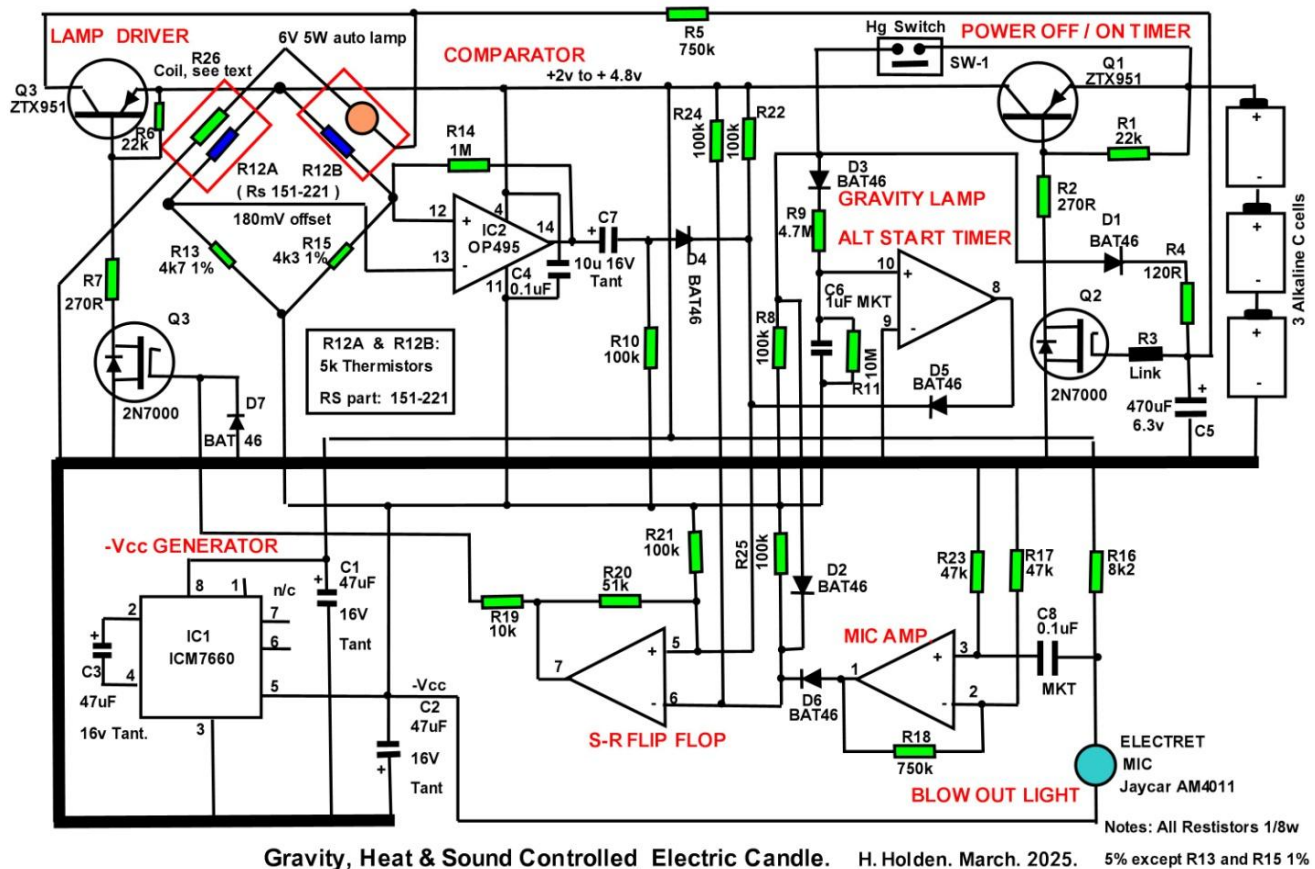 LAMP DRIVER
6V 5W auto lamp
COMPARATOR
R5
750k
Hg Switch
SW-1
POWER OFF / ON TIMER
R26
Coil, see text
+2v to + 4.8v
Q3
ZTX951
Q1
ZTX951
R6
22k
R24
100k
R22
100k
R1
22k
R14
1M
R12A
R12B
( Rs 151-221 )
180mV offset
D3
BAT46
GRAVITY LAMP
R2
270R
D1
BAT46
R4
120R
3 Alkaline C cells
+
-
+
-
+
-
12
+
4
14
IC2
OP495
13
-
11
C7
+
10u 16V
Tant
D4
BAT46
R9
4.7M
ALT START TIMER
R13
4k7 1%
R15
4k3 1%
C4
0.1uF
R7
270R
Q3
2N7000
R12A & R12B:
5k Thermistors
RS part: 151-221
R10
100k
R8
100k
C6
1uF MKT
10
+
8
9
-
R11
10M
D5
BAT46
Q2
2N7000
R3
Link
+
470uF
6.3v
C5
D7
BAT 46
-Vcc GENERATOR
R21
100k
R25
100k
R23
47k
R17
47k
R16
8k2
8
1
n/c
7
6
2
IC1
ICM7660
4
5
3
+
C3
47uF
16v Tant.
C1
47uF
+
16V
Tant
-Vcc
C2
47uF
16V
+
Tant
R20
51k
R19
10k
D2
BAT46
C8
0.1uF
MKT
MIC AMP
7
+
5
-
6
D6
BAT46
1
+
3
-
2
S-R FLIP FLOP
R18
750k
BLOW OUT LIGHT
ELECTRET
MIC
Jaycar AM4011
Notes: All Restistors 1/8w
5% except R13 and R15 1%
Gravity, Heat & Sound Controlled Electric Candle. H. Holden. March. 2025.